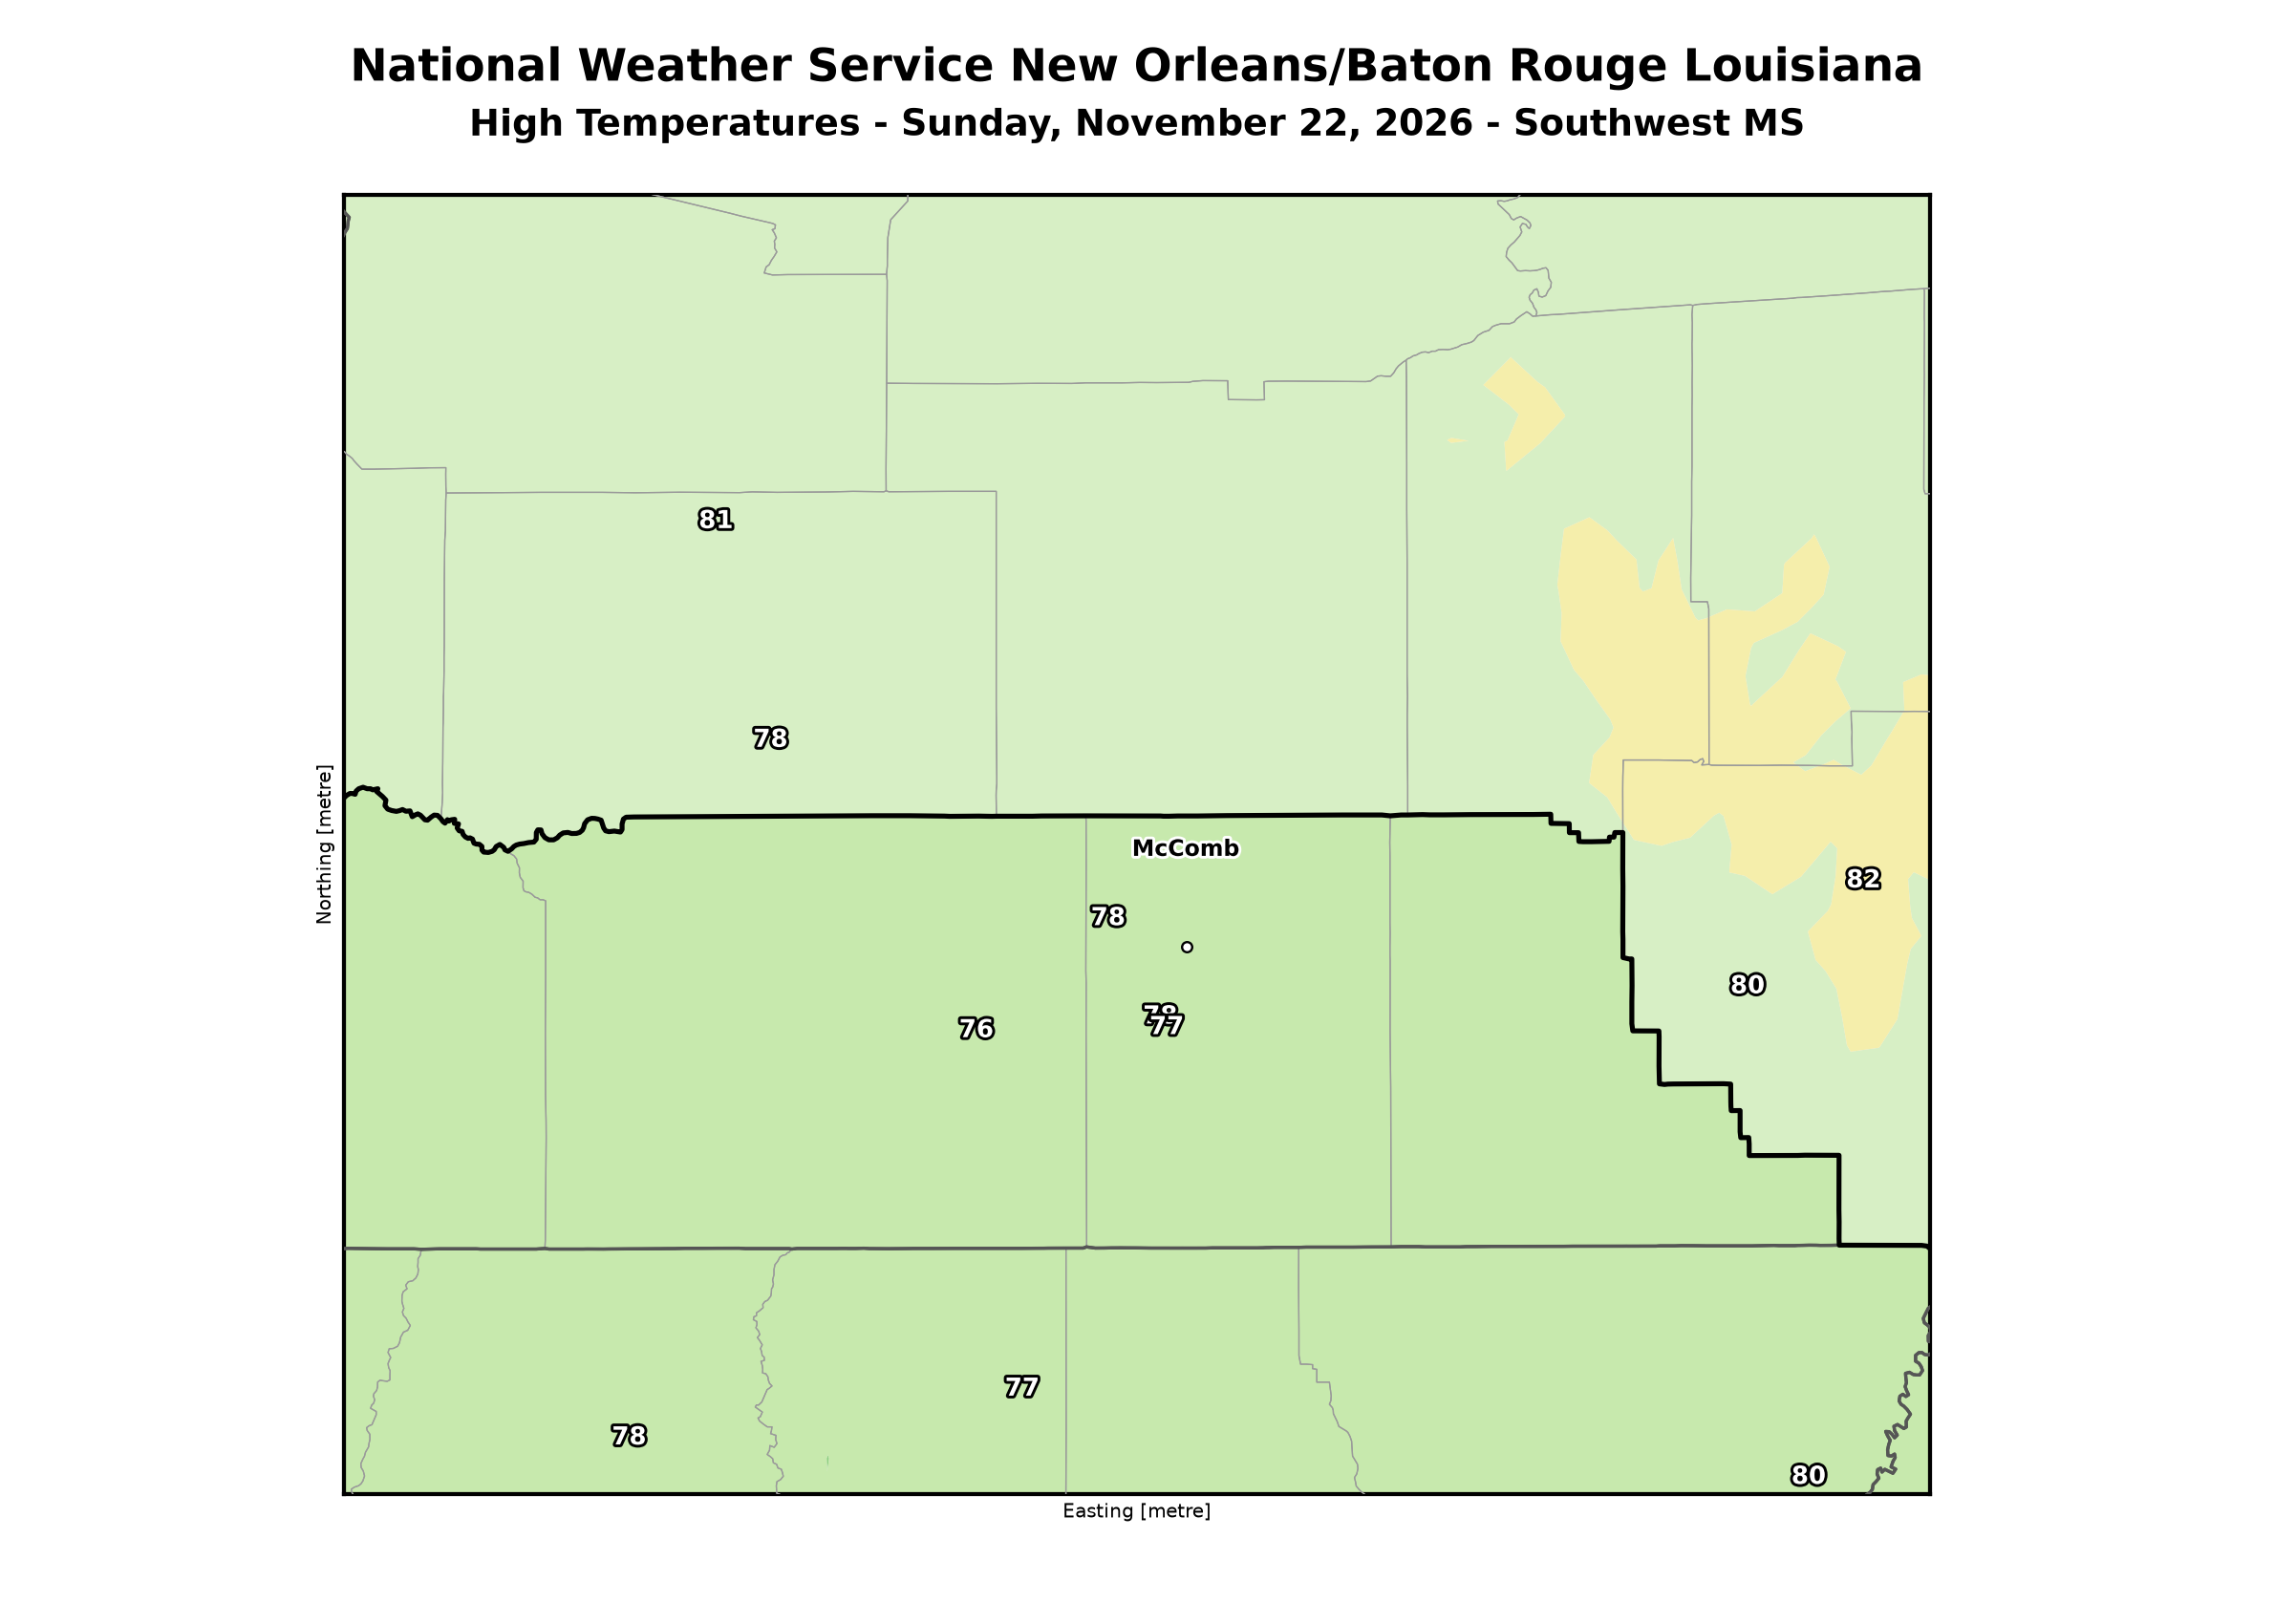 National Weather Service New Orleans/Baton Rouge Louisiana
High Temperatures - Sunday, November 22, 2026 - Southwest MS
81
78
McComb
82
78
80
78
77
76
77
78
80
Northing [metre]
Easting [metre]